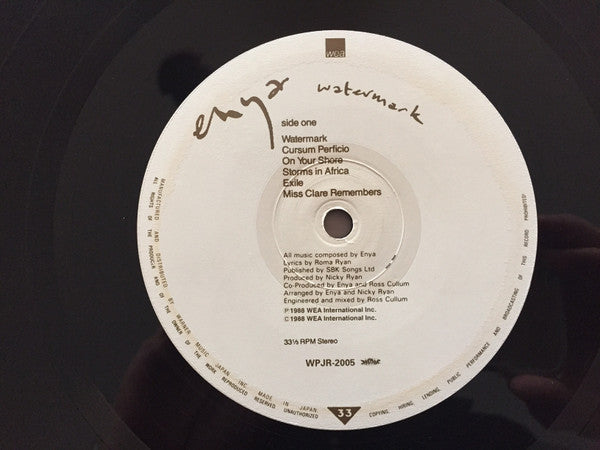 wea
enya watermark
side one
Watermark
Cursum Perficio
On Your Shore
Storms in Africa
Exile
Miss Clare Remembers
All music composed by Enya
Lyrics by Roma Ryan
Published by SBK Songs Ltd
Produced by Nicky Ryan
Co-Produced by Enya and Ross Cullum
Arranged by Enya and Nicky Ryan
Engineered and mixed by Ross Cullum
℗ 1988 WEA International Inc.
© 1988 WEA International Inc.
33⅓ RPM Stereo
WPJR-2005
33
MANUFACTURED AND DISTRIBUTED BY WARNER MUSIC JAPAN INC. MADE IN JAPAN.
ALL RIGHTS OF THE PRODUCER AND OF THE OWNER OF THE WORK REPRODUCED RESERVED. UNAUTHORIZED
COPYING, HIRING, LENDING, PUBLIC PERFORMANCE AND BROADCASTING OF THIS RECORD PROHIBITED.